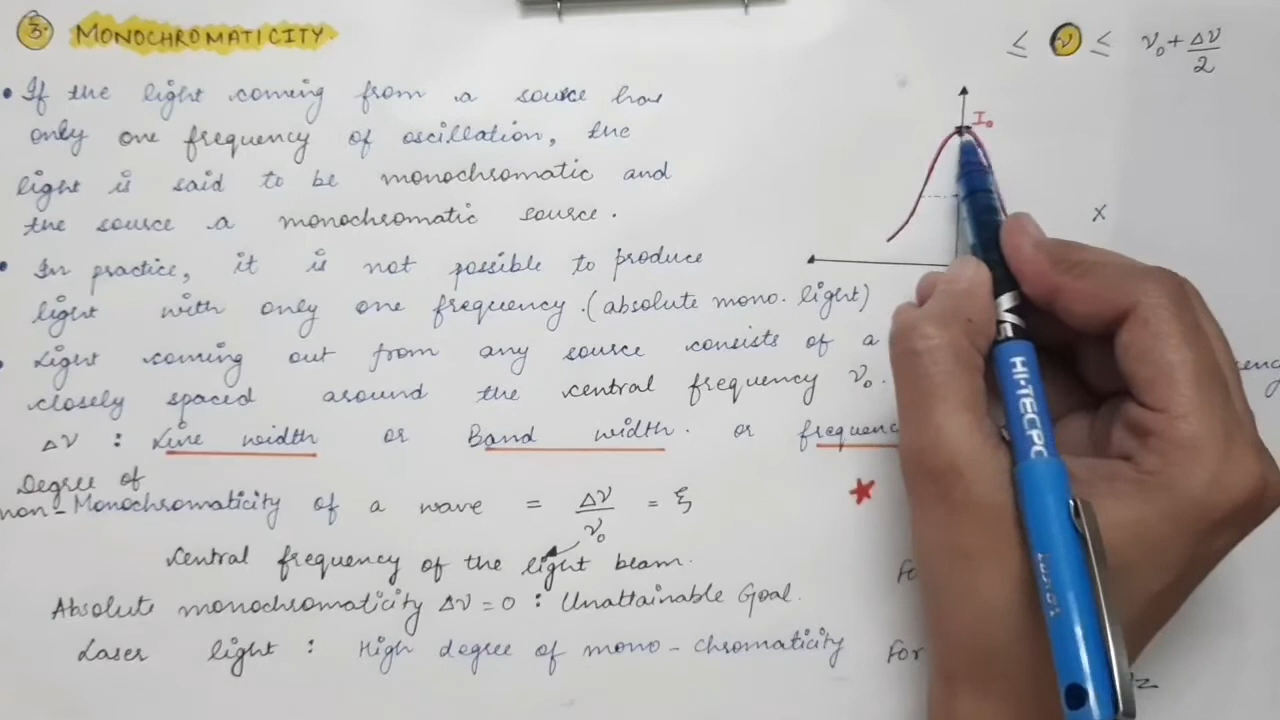 3. MONOCHROMATICITY
≤ ν ≤ ν₀ + Δν/2
• If the light coming from a source has
only one frequency of oscillation, the
light is said to be monochromatic and
the source a monochromatic source.
I₀
X
• In practice, it is not possible to produce
light with only one frequency. (absolute mono. light)
• Light coming out from any source consists of a
closely spaced around the central frequency ν₀.
Δν : Line width or Band width. or frequenc
Degree of
non-Monochromaticity of a wave = Δν/ν₀ = ξ
Central frequency of the light beam.
Absolute monochromaticity Δν = 0 : Unattainable Goal.
Laser light : High degree of mono-chromaticity
Fo
For
HI-TECPO